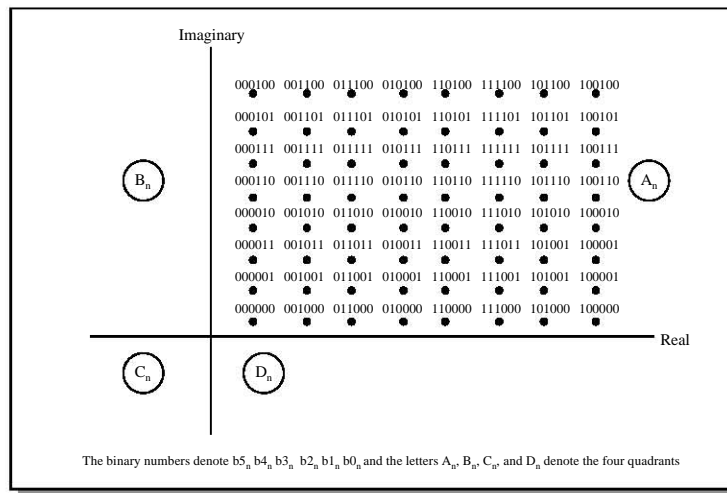 Imaginary
000100 001100 011100 010100 110100 111100 101100 100100
000101 001101 011101 010101 110101 111101 101101 100101
000111 001111 011111 010111 110111 111111 101111 100111
000110 001110 011110 010110 110110 111110 101110 100110
Bn
An
000010 001010 011010 010010 110010 111010 101010 100010
000011 001011 011011 010011 110011 111011 101001 100001
000001 001001 011001 010001 110001 111001 101001 100001
000000 001000 011000 010000 110000 111000 101000 100000
Real
Cn
Dn
The binary numbers denote b5n b4n b3n b2n b1n b0n and the letters An, Bn, Cn, and Dn denote the four quadrants